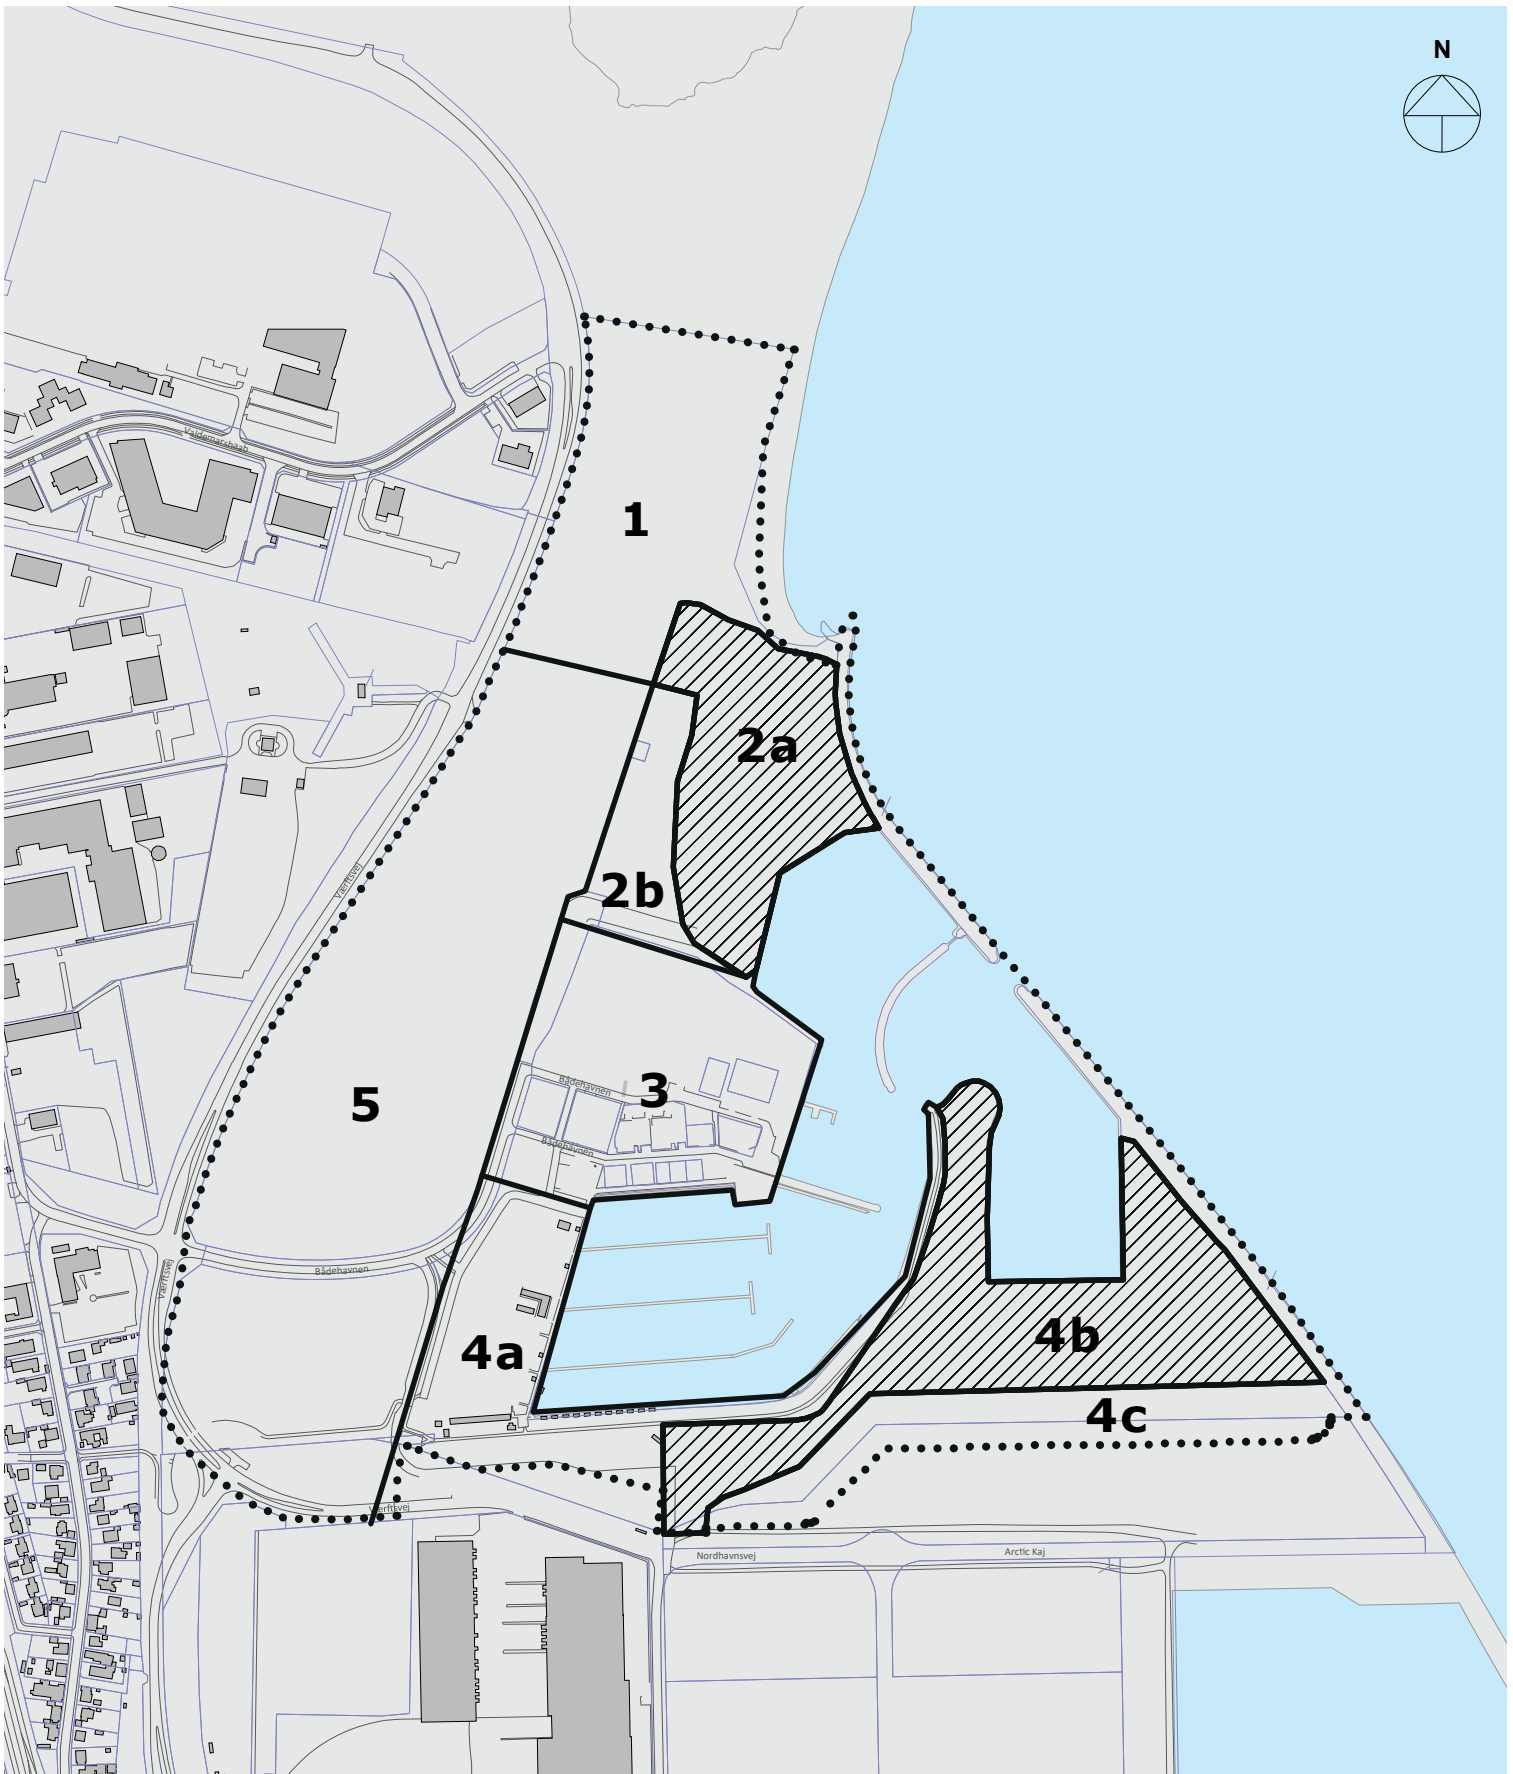 N
Valdemarshaab
1
2a
2b
Værftsvej
Bådehavnen
3
5
Bådehavnen
Værftsvej
Bådehavnen
4b
4a
4c
Værftsvej
Nordhavnsvej
Arctic Kaj